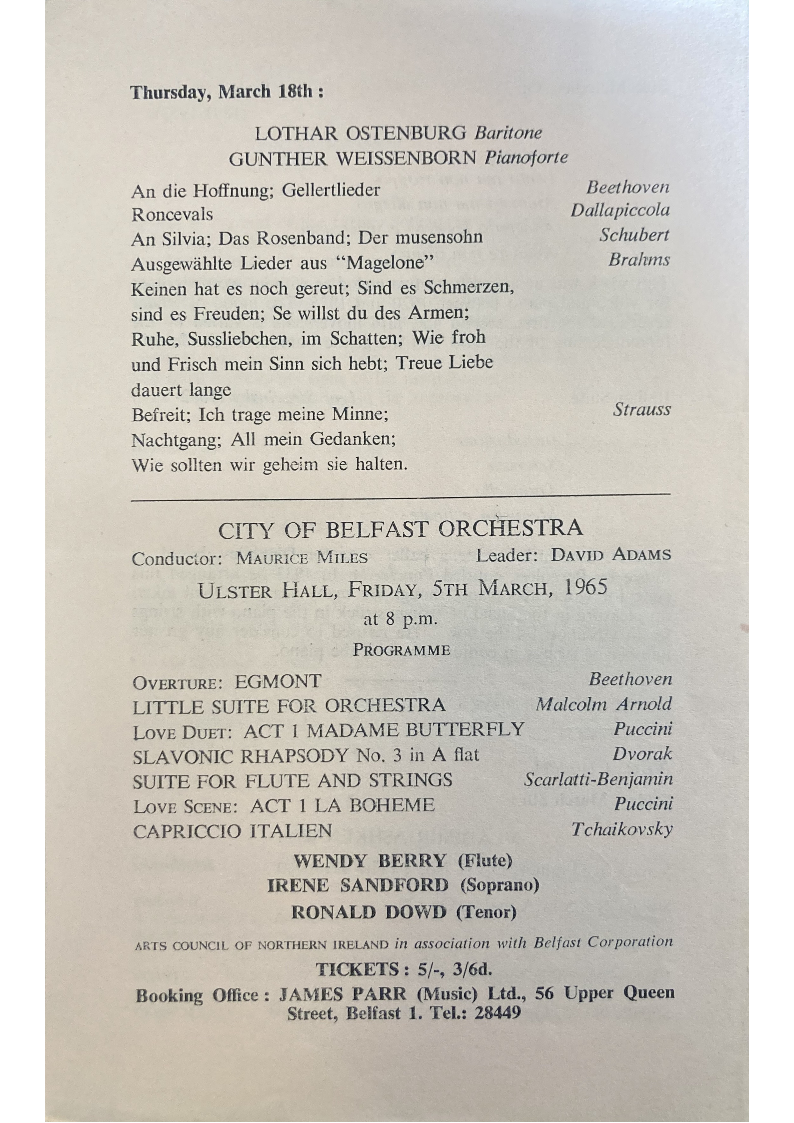 Thursday, March 18th :
LOTHAR OSTENBURG Baritone
GUNTHER WEISSENBORN Pianoforte
An die Hoffnung; Gellertlieder Beethoven
Roncevals Dallapiccola
An Silvia; Das Rosenband; Der musensohn Schubert
Ausgewählte Lieder aus “Magelone” Brahms
Keinen hat es noch gereut; Sind es Schmerzen,
sind es Freuden; Se willst du des Armen;
Ruhe, Sussliebchen, im Schatten; Wie froh
und Frisch mein Sinn sich hebt; Treue Liebe
dauert lange
Befreit; Ich trage meine Minne; Strauss
Nachtgang; All mein Gedanken;
Wie sollten wir geheim sie halten.
CITY OF BELFAST ORCHESTRA
Conductor: MAURICE MILES Leader: DAVID ADAMS
ULSTER HALL, FRIDAY, 5TH MARCH, 1965
at 8 p.m.
PROGRAMME
OVERTURE: EGMONT Beethoven
LITTLE SUITE FOR ORCHESTRA Malcolm Arnold
LOVE DUET: ACT 1 MADAME BUTTERFLY Puccini
SLAVONIC RHAPSODY No. 3 in A flat Dvorak
SUITE FOR FLUTE AND STRINGS Scarlatti-Benjamin
LOVE SCENE: ACT 1 LA BOHEME Puccini
CAPRICCIO ITALIEN Tchaikovsky
WENDY BERRY (Flute)
IRENE SANDFORD (Soprano)
RONALD DOWD (Tenor)
ARTS COUNCIL OF NORTHERN IRELAND in association with Belfast Corporation
TICKETS : 5/-, 3/6d.
Booking Office : JAMES PARR (Music) Ltd., 56 Upper Queen
Street, Belfast 1. Tel.: 28449